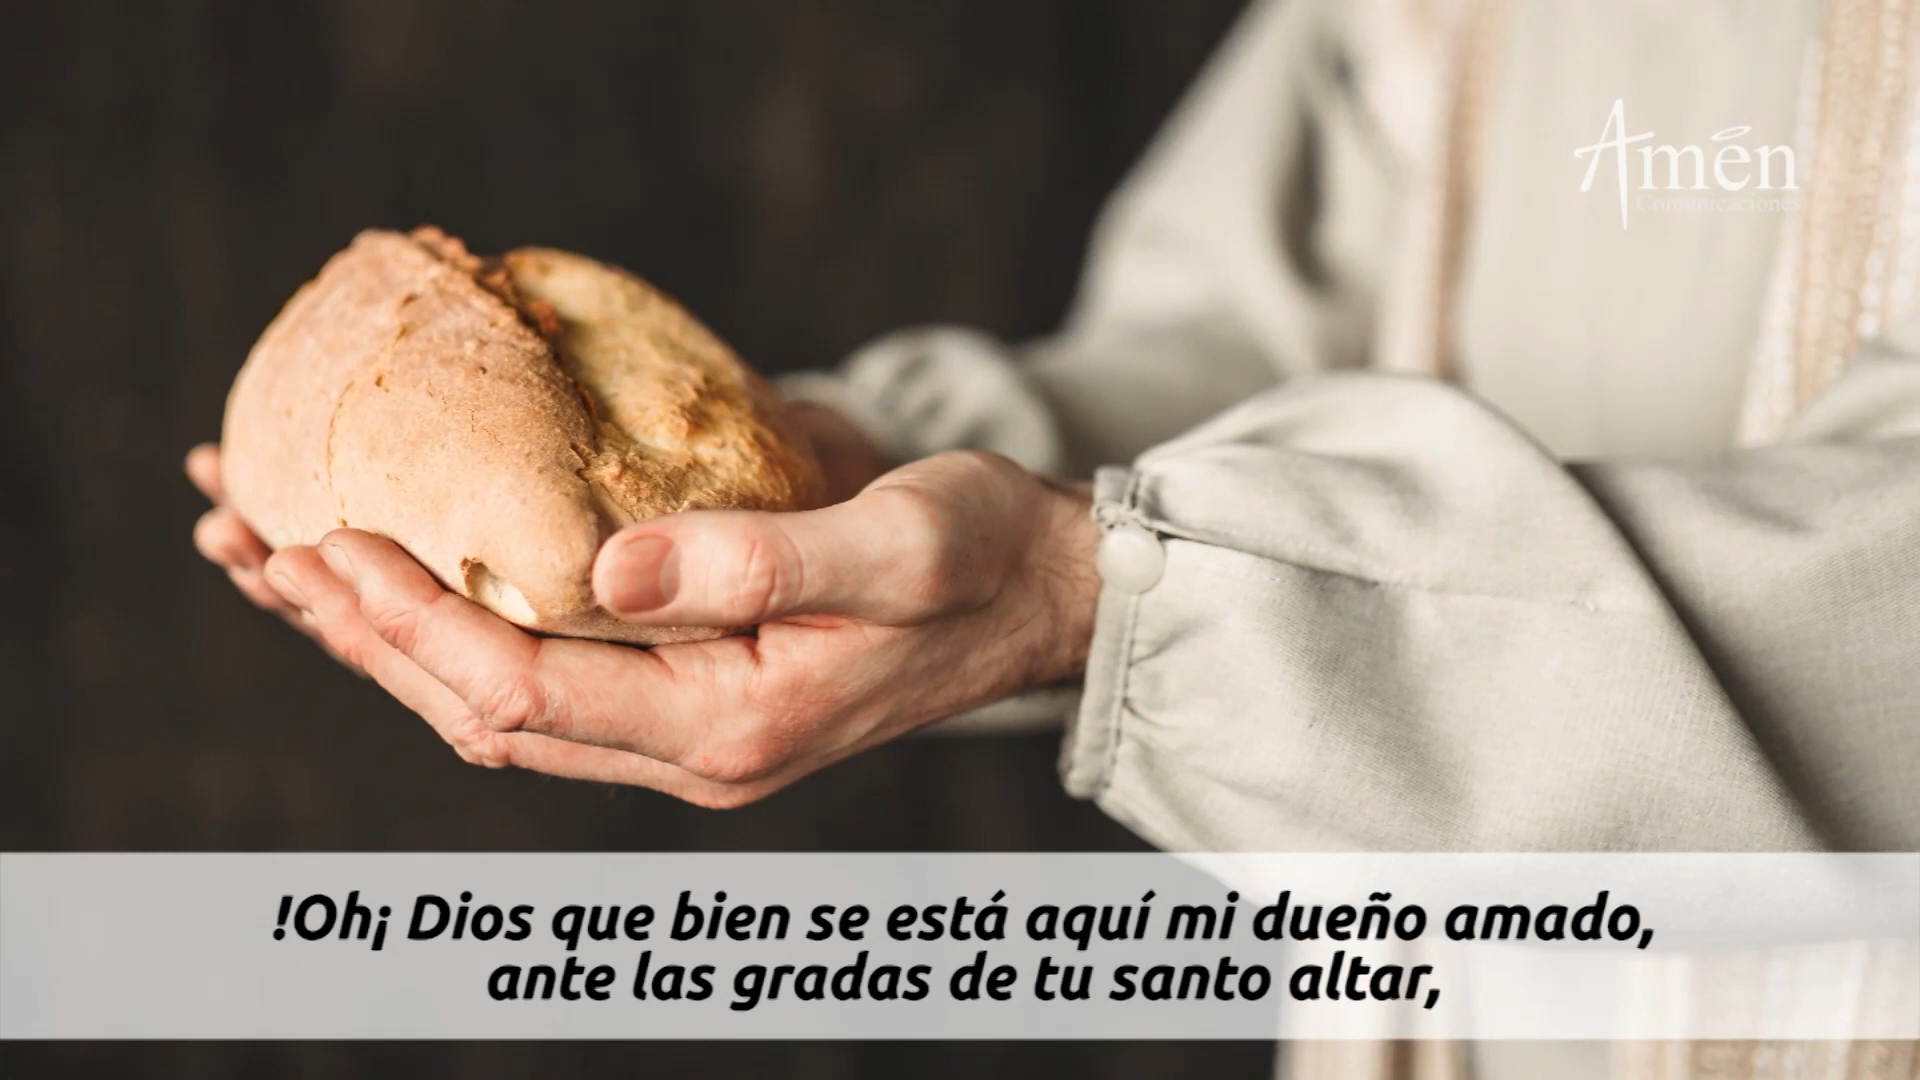 Amén
Comunicaciones
!Oh¡ Dios que bien se está aquí mi dueño amado,
ante las gradas de tu santo altar,